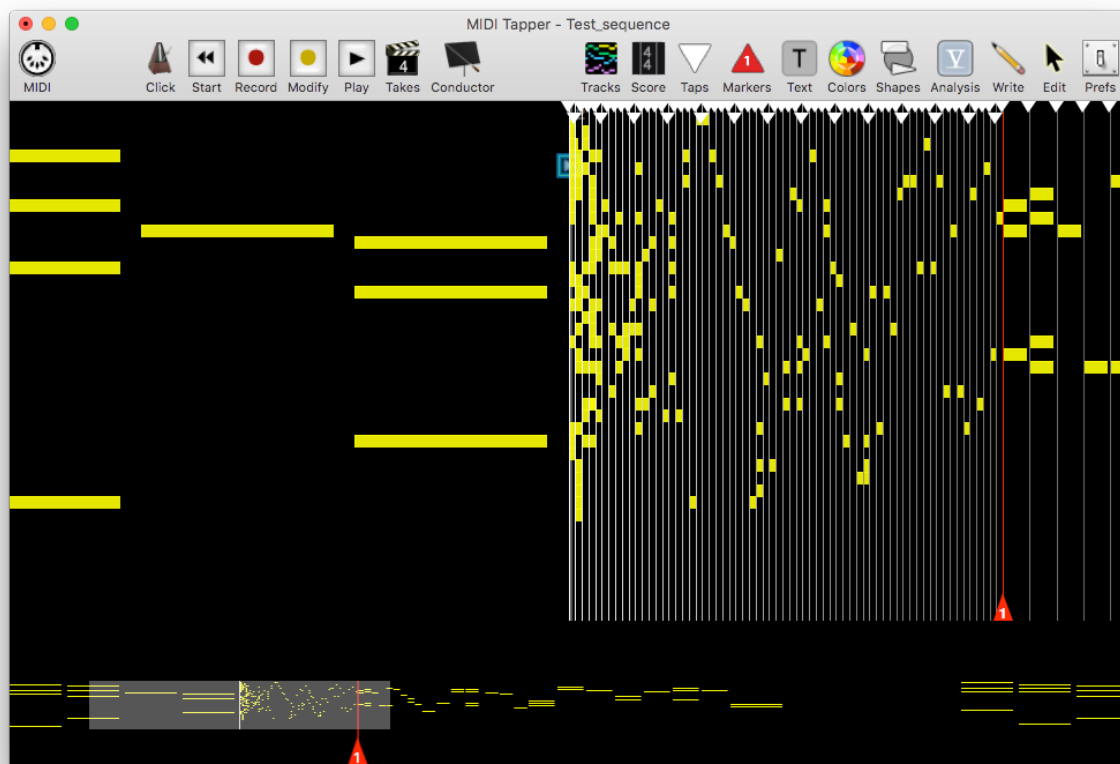 MIDI Tapper - Test_sequence
4 4 4 1 T V
MIDI Click Start Record Modify Play Takes Conductor Tracks Score Taps Markers Text Colors Shapes Analysis Write Edit Prefs
1
1